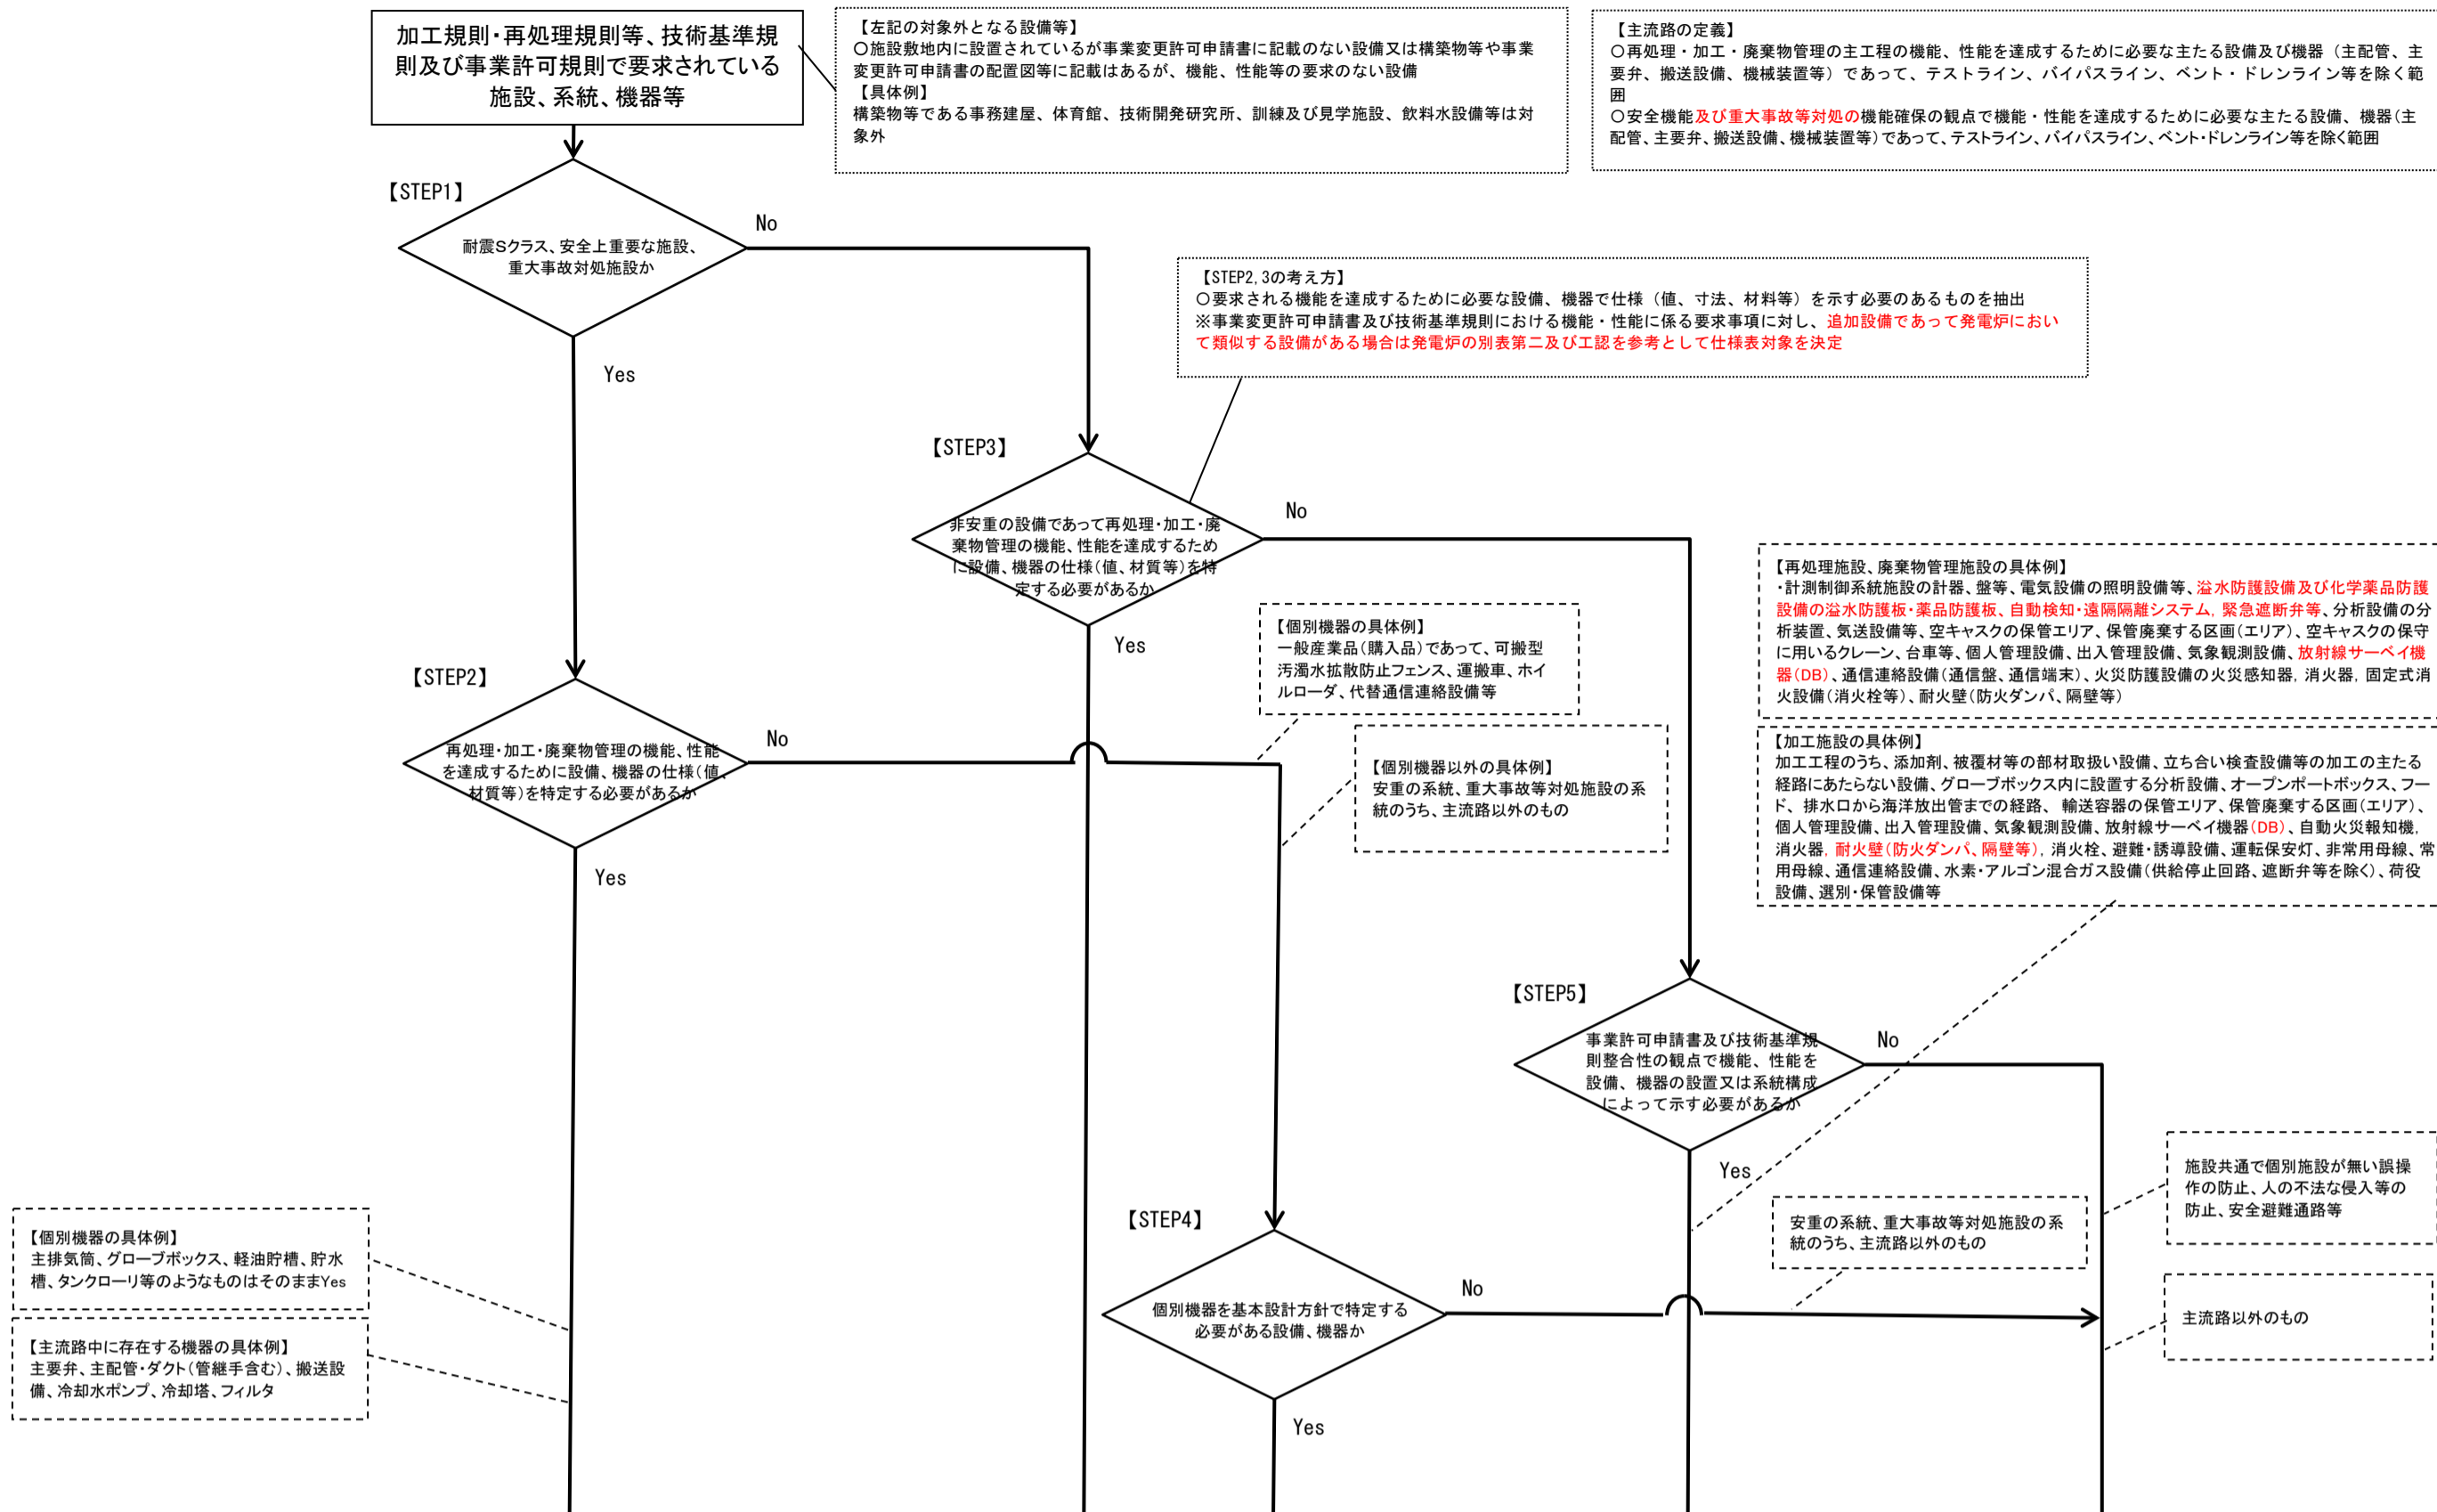 加工規則・再処理規則等、技術基準規
則及び事業許可規則で要求されている
施設、系統、機器等
【左記の対象外となる設備等】
〇施設敷地内に設置されているが事業変更許可申請書に記載のない設備又は構築物等や事業
変更許可申請書の配置図等に記載はあるが、機能、性能等の要求のない設備
【具体例】
構築物等である事務建屋、体育館、技術開発研究所、訓練及び見学施設、飲料水設備等は対
象外
【主流路の定義】
〇再処理・加工・廃棄物管理の主工程の機能、性能を達成するために必要な主たる設備及び機器（主配管、主
要弁、搬送設備、機械装置等）であって、テストライン、バイパスライン、ベント・ドレンライン等を除く範
囲
〇安全機能及び重大事故等対処の機能確保の観点で機能・性能を達成するために必要な主たる設備、機器（主
配管、主要弁、搬送設備、機械装置等）であって、テストライン、バイパスライン、ベント・ドレンライン等を除く範囲
【STEP1】
耐震Sクラス、安全上重要な施設、
重大事故対処施設か
No
Yes
【STEP2,3の考え方】
〇要求される機能を達成するために必要な設備、機器で仕様（値、寸法、材料等）を示す必要のあるものを抽出
※事業変更許可申請書及び技術基準規則における機能・性能に係る要求事項に対し、追加設備であって発電炉におい
て類似する設備がある場合は発電炉の別表第二及び工認を参考として仕様表対象を決定
【STEP3】
非安重の設備であって再処理・加工・廃
棄物管理の機能、性能を達成するため
に設備、機器の仕様（値、材質等）を特
定する必要があるか
No
Yes
【再処理施設、廃棄物管理施設の具体例】
・計測制御系統施設の計器、盤等、電気設備の照明設備等、溢水防護設備及び化学薬品防護
設備の溢水防護板・薬品防護板、自動検知・遠隔隔離システム，緊急遮断弁等、分析設備の分
析装置、気送設備等、空キャスクの保管エリア、保管廃棄する区画（エリア）、空キャスクの保守
に用いるクレーン、台車等、個人管理設備、出入管理設備、気象観測設備、放射線サーベイ機
器（DB）、通信連絡設備（通信盤、通信端末）、火災防護設備の火災感知器，消火器，固定式消
火設備（消火栓等）、耐火壁（防火ダンパ、隔壁等）
【個別機器の具体例】
一般産業品（購入品）であって、可搬型
汚濁水拡散防止フェンス、運搬車、ホイ
ルローダ、代替通信連絡設備等
【STEP2】
再処理・加工・廃棄物管理の機能、性能
を達成するために設備、機器の仕様（値、
材質等）を特定する必要があるか
No
Yes
【個別機器以外の具体例】
安重の系統、重大事故等対処施設の系
統のうち、主流路以外のもの
【加工施設の具体例】
加工工程のうち、添加剤、被覆材等の部材取扱い設備、立ち合い検査設備等の加工の主たる
経路にあたらない設備、グローブボックス内に設置する分析設備、オープンポートボックス、フー
ド、排水口から海洋放出管までの経路、輸送容器の保管エリア、保管廃棄する区画（エリア）、
個人管理設備、出入管理設備、気象観測設備、放射線サーベイ機器（DB）、自動火災報知機，
消火器，耐火壁（防火ダンパ、隔壁等），消火栓、避難・誘導設備、運転保安灯、非常用母線、常
用母線、通信連絡設備、水素・アルゴン混合ガス設備（供給停止回路、遮断弁等を除く）、荷役
設備、選別・保管設備等
【STEP5】
事業許可申請書及び技術基準規
則整合性の観点で機能、性能を
設備、機器の設置又は系統構成
によって示す必要があるか
No
Yes
施設共通で個別施設が無い誤操
作の防止、人の不法な侵入等の
防止、安全避難通路等
安重の系統、重大事故等対処施設の系
統のうち、主流路以外のもの
【個別機器の具体例】
主排気筒、グローブボックス、軽油貯槽、貯水
槽、タンクローリ等のようなものはそのままYes
【STEP4】
個別機器を基本設計方針で特定する
必要がある設備、機器か
No
Yes
主流路以外のもの
【主流路中に存在する機器の具体例】
主要弁、主配管・ダクト（管継手含む）、搬送設
備、冷却水ポンプ、冷却塔、フィルタ